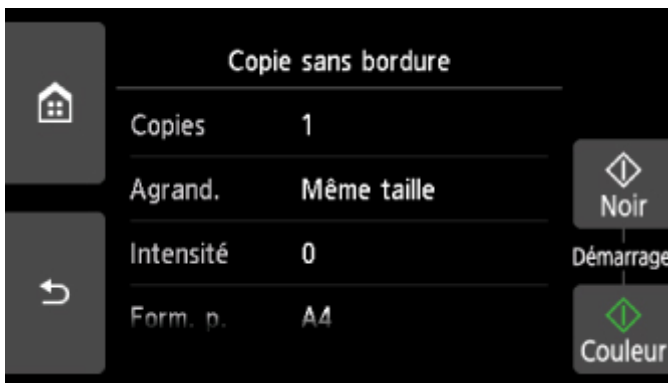 Copie sans bordure
Copies 1
Agrand. Même taille
Intensité 0
Form. p. A4
Noir
Démarrage
Couleur